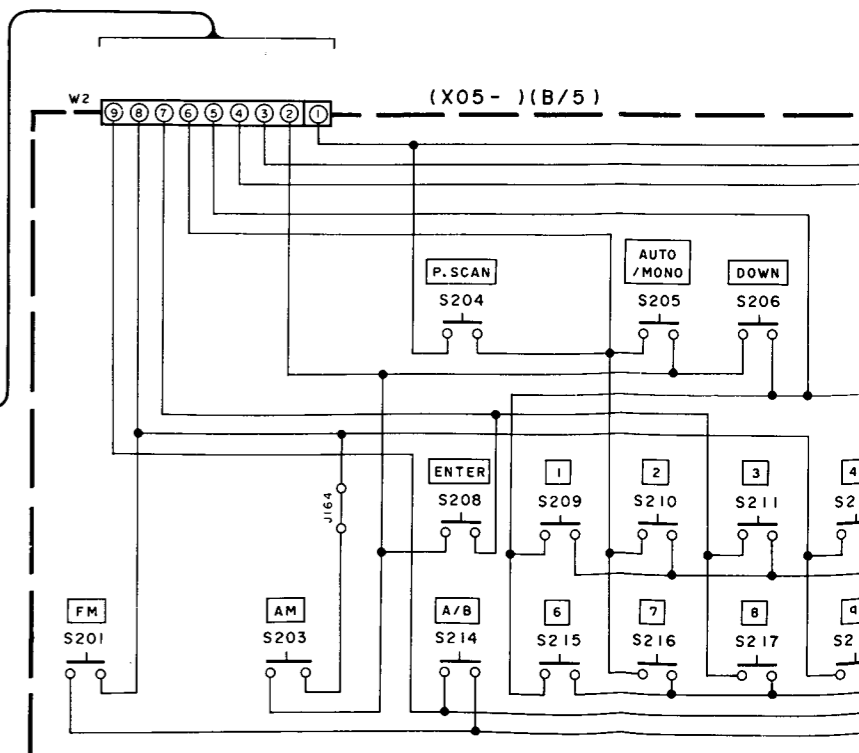 (X05- )(B/5)
W2
9 8 7 6 5 4 3 2 1
P.SCAN
S204
AUTO
/MONO
S205
DOWN
S206
ENTER
S208
1
S209
2
S210
3
S211
4
S2
J164
FM
S201
AM
S203
A/B
S214
6
S215
7
S216
8
S217
9
S2